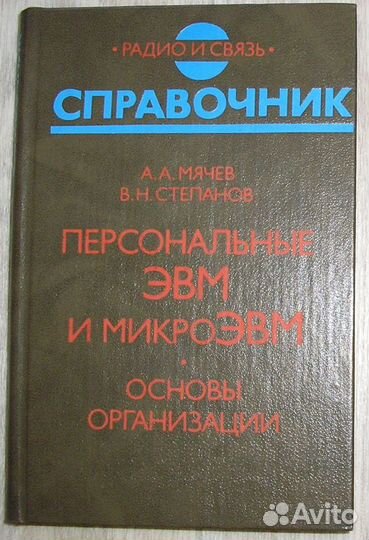 • РАДИО И СВЯЗЬ •
СПРАВОЧНИК
А.А.МЯЧЕВ
В.Н.СТЕПАНОВ
ПЕРСОНАЛЬНЫЕ
ЭВМ
И МИКРОЭВМ
•
ОСНОВЫ
ОРГАНИЗАЦИИ
Avito